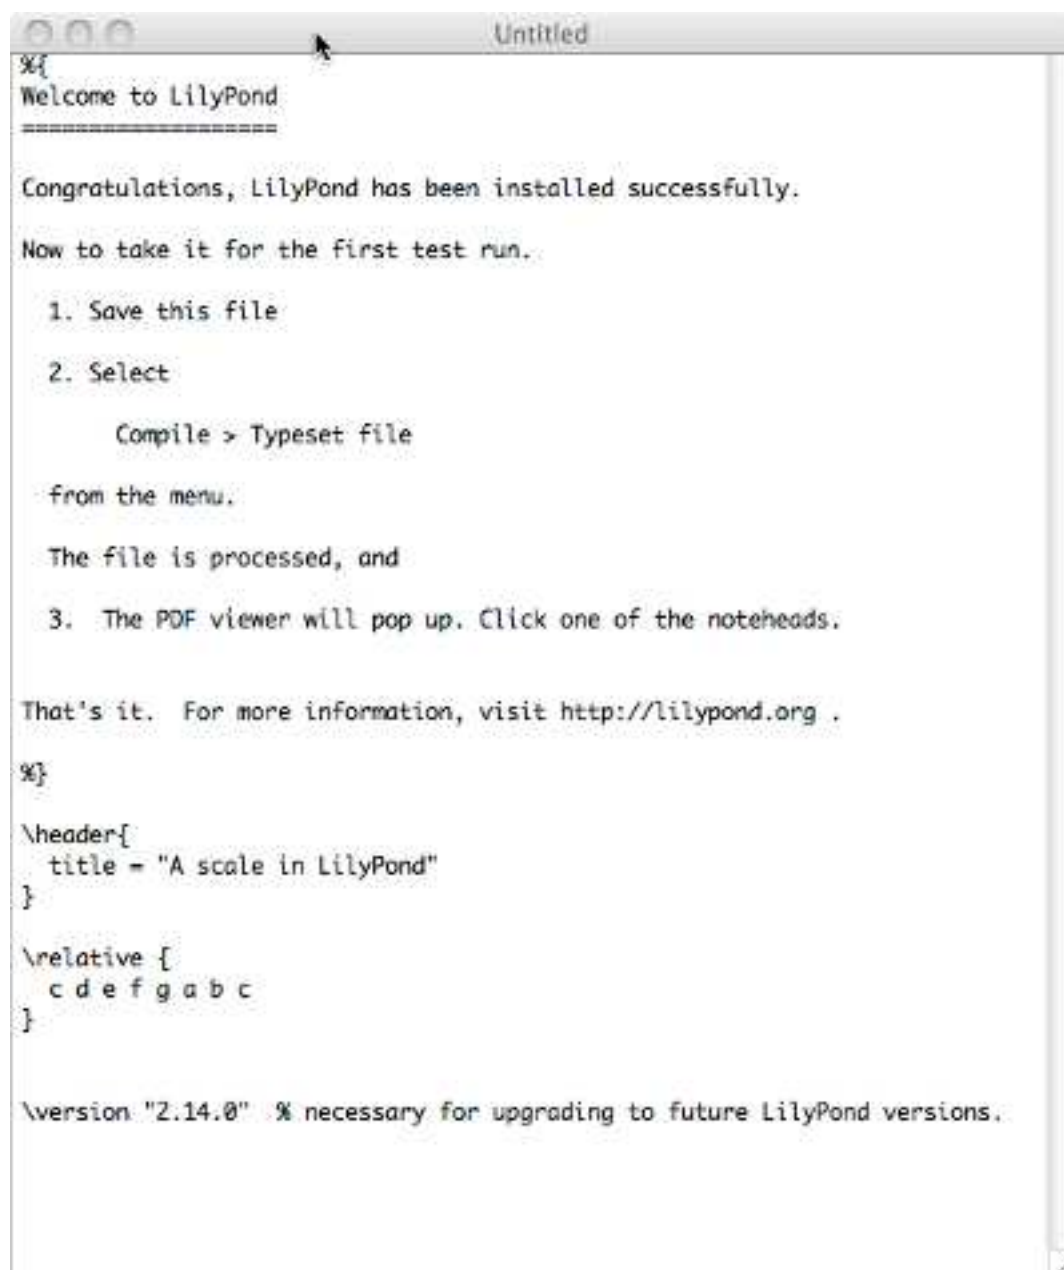 Untitled
%{
Welcome to LilyPond
===================
Congratulations, LilyPond has been installed successfully.
Now to take it for the first test run.
1. Save this file
2. Select
Compile > Typeset file
from the menu.
The file is processed, and
3.  The PDF viewer will pop up. Click one of the noteheads.
That's it.  For more information, visit http://lilypond.org .
%}
\header{
title = "A scale in LilyPond"
}
\relative {
c d e f g a b c
}
\version "2.14.0"  % necessary for upgrading to future LilyPond versions.